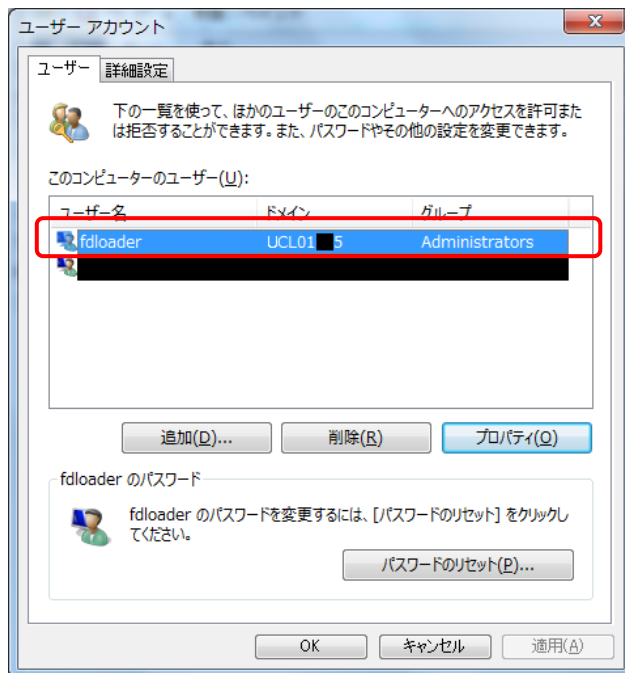 ユーザー アカウント
ユーザー 詳細設定
下の一覧を使って、ほかのユーザーのこのコンピューターへのアクセスを許可また
は拒否することができます。また、パスワードやその他の設定を変更できます。
このコンピューターのユーザー(U):
ユーザー名 ドメイン グループ
fdloader UCL01 5 Administrators
追加(D)... 削除(R) プロパティ(O)
fdloader のパスワード
fdloader のパスワードを変更するには、[パスワードのリセット] をクリックし
てください。
パスワードのリセット(P)...
OK キャンセル 適用(A)